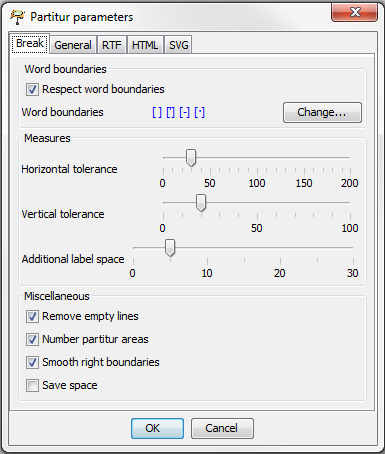 Partitur parameters
Break General RTF HTML SVG
Word boundaries
Respect word boundaries
Word boundaries [ ] ['] [-] [·] Change...
Measures
Horizontal tolerance
0 50 100 150 200
Vertical tolerance
0 50 100
Additional label space
0 10 20 30
Miscellaneous
Remove empty lines
Number partitur areas
Smooth right boundaries
Save space
OK Cancel